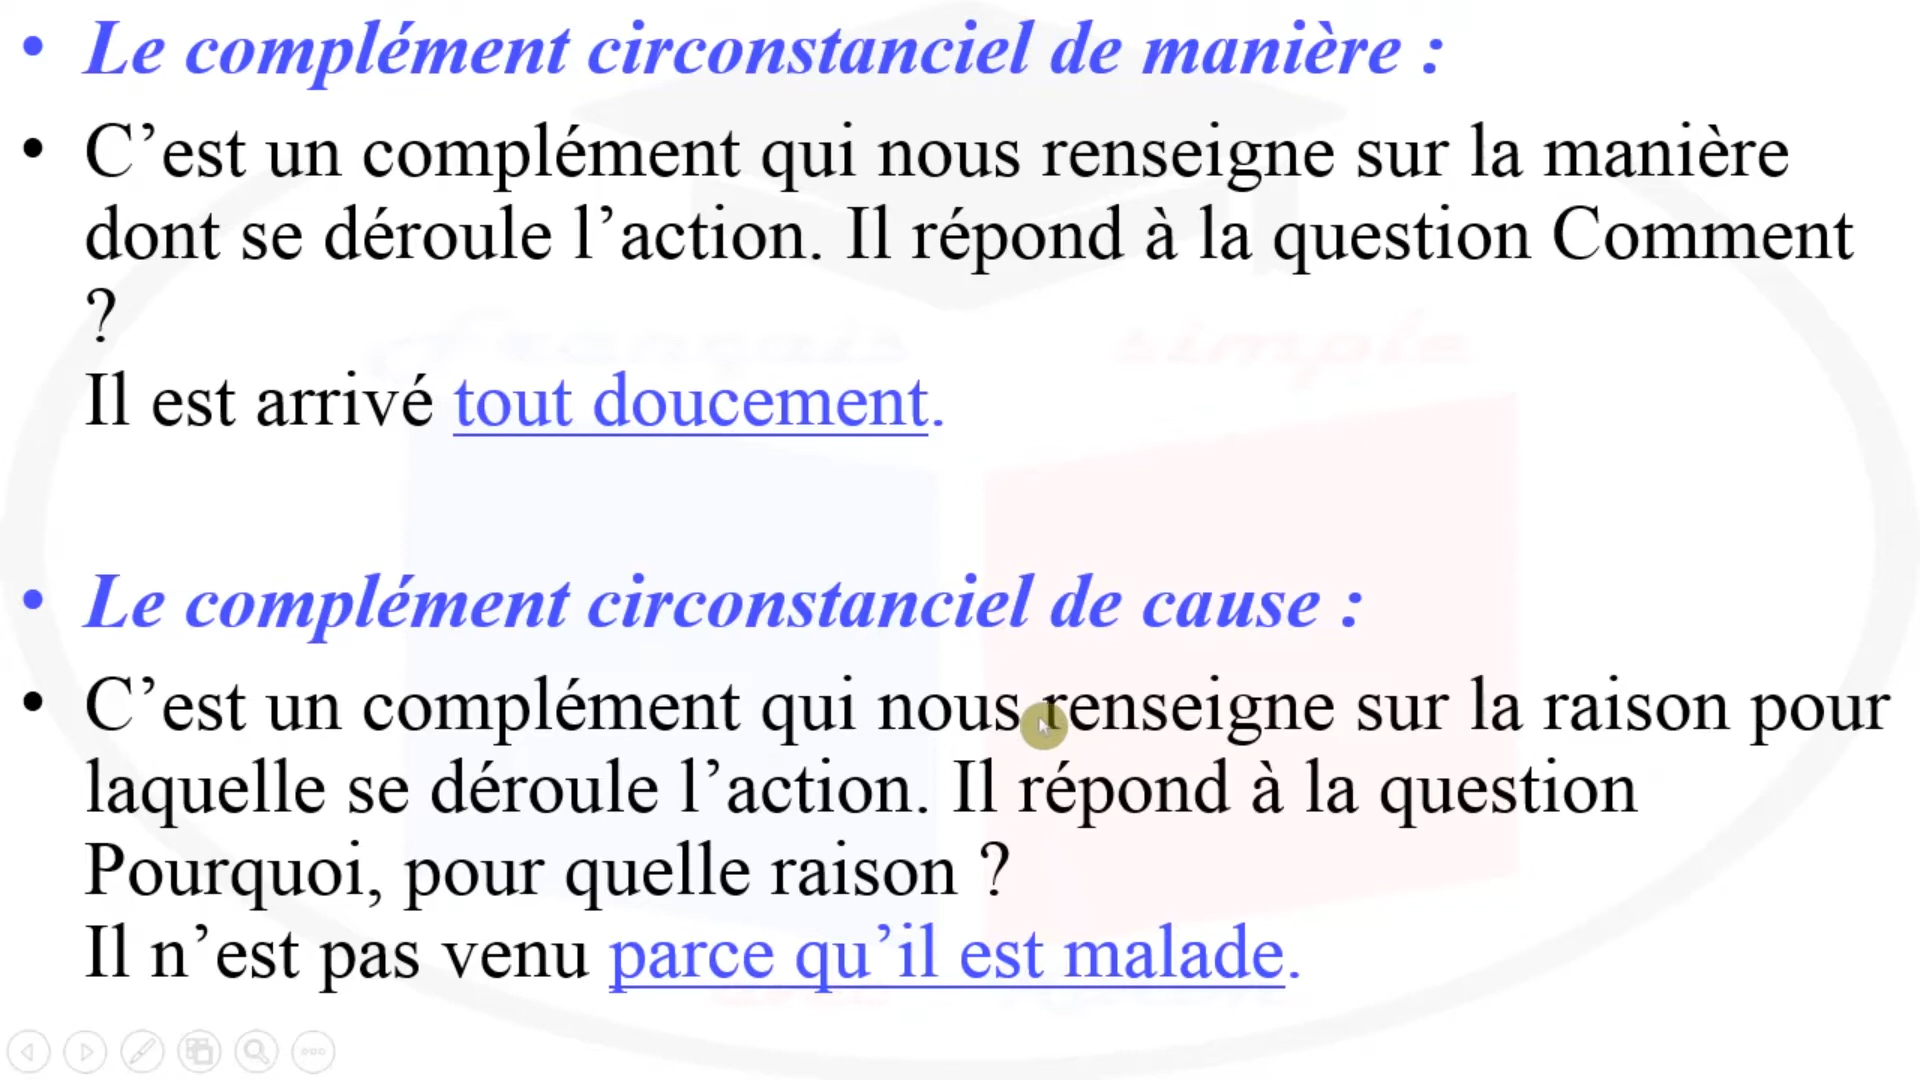 • Le complément circonstanciel de manière :
• C’est un complément qui nous renseigne sur la manière
dont se déroule l’action. Il répond à la question Comment
?
Français simple
Il est arrivé tout doucement.
• Le complément circonstanciel de cause :
• C’est un complément qui nous renseigne sur la raison pour
laquelle se déroule l’action. Il répond à la question
Pourquoi, pour quelle raison ?
Il n’est pas venu parce qu’il est malade.